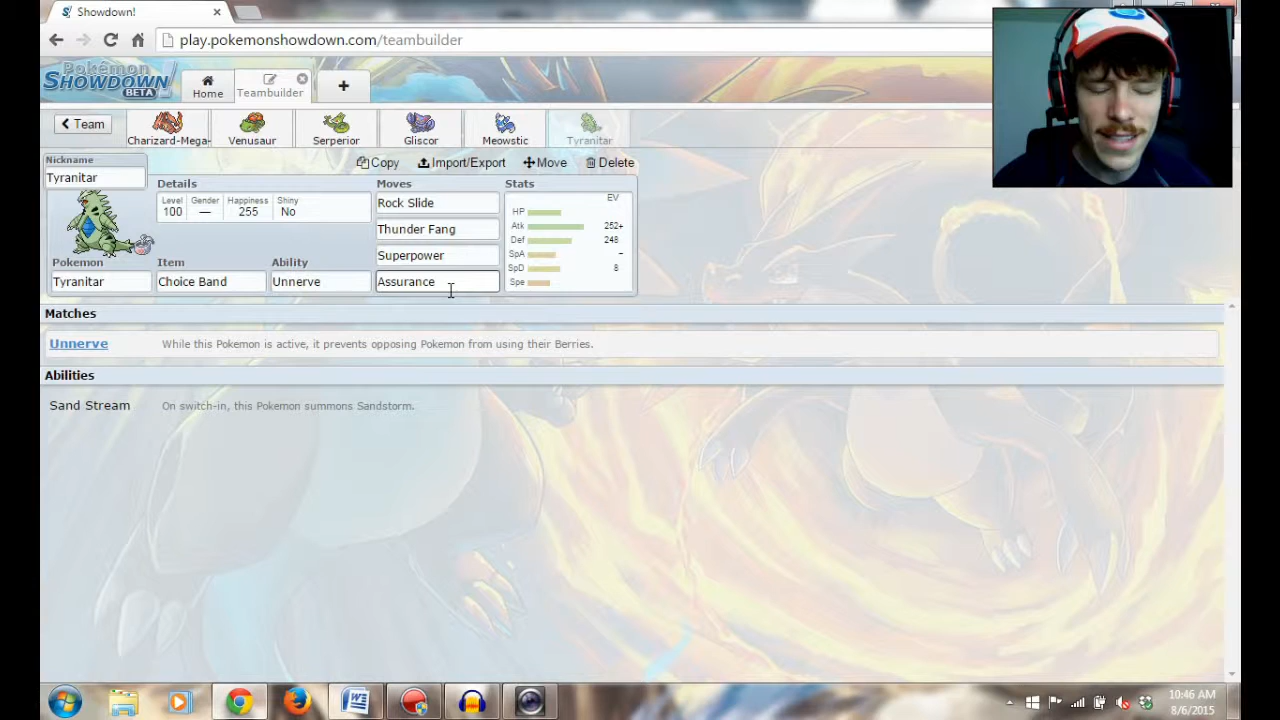 Showdown!
play.pokemonshowdown.com/teambuilder
Pokémon
SHOWDOWN
BETA
Home
Teambuilder
+
< Team
Charizard-Mega-
Venusaur
Serperior
Gliscor
Meowstic
Tyranitar
Copy Import/Export Move Delete
Nickname
Tyranitar
Details
Level Gender Happiness Shiny
100 — 255 No
Pokemon
Tyranitar
Item
Choice Band
Ability
Unnerve
Moves
Rock Slide
Thunder Fang
Superpower
Assurance
Stats
EV
HP
Atk 252+
Def 248
SpA –
SpD 8
Spe
Matches
Unnerve While this Pokemon is active, it prevents opposing Pokemon from using their Berries.
Abilities
Sand Stream On switch-in, this Pokemon summons Sandstorm.
10:46 AM
8/6/2015